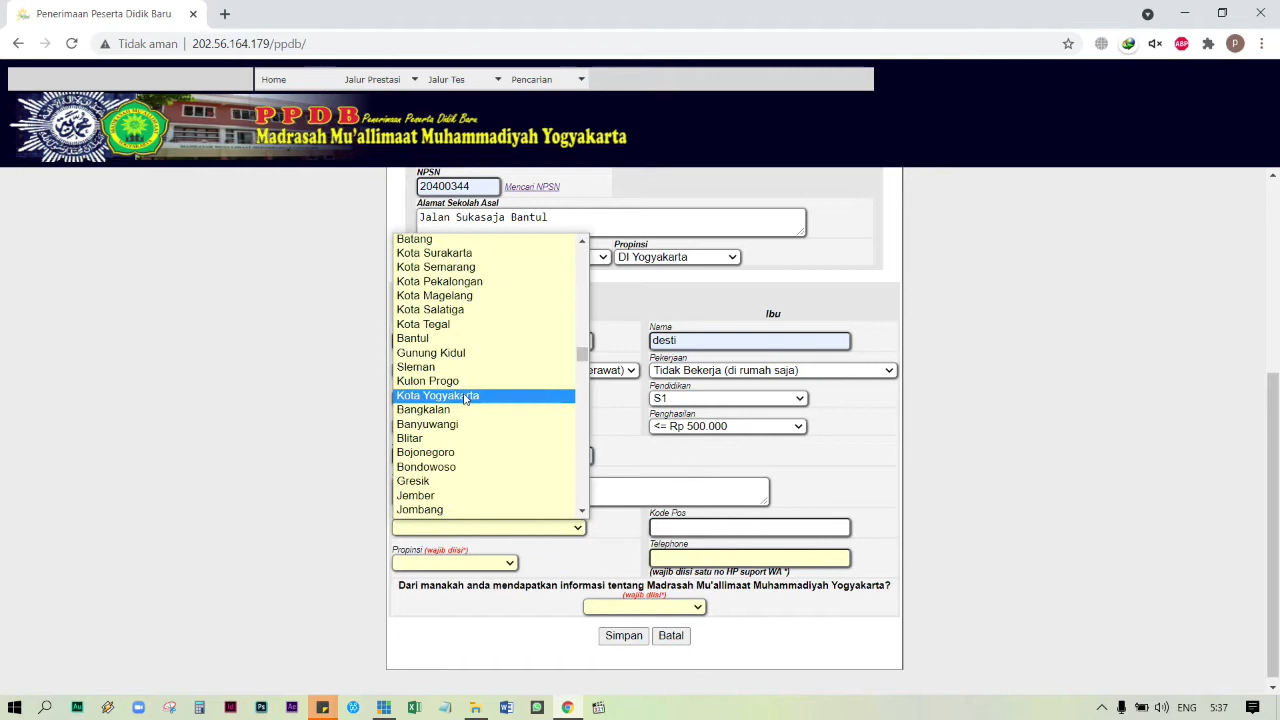 Penerimaan Peserta Didik Baru
Tidak aman
202.56.164.179/ppdb/
ABP
P
Home
Jalur Prestasi
Jalur Tes
Pencarian
PPDB Penerimaan Peserta Didik Baru
Madrasah Mu'allimaat Muhammadiyah Yogyakarta
NPSN
20400344
Mencari NPSN
Alamat Sekolah Asal
Jalan Sukasaja Bantul
Propinsi
DI Yogyakarta
Batang
Kota Surakarta
Kota Semarang
Kota Pekalongan
Kota Magelang
Kota Salatiga
Kota Tegal
Bantul
Gunung Kidul
Sleman
Kulon Progo
Kota Yogyakarta
Bangkalan
Banyuwangi
Blitar
Bojonegoro
Bondowoso
Gresik
Jember
Jombang
Ibu
Nama
desti
Pekerjaan
erawat)
Tidak Bekerja (di rumah saja)
Pendidikan
S1
Penghasilan
<= Rp 500.000
Kode Pos
Propinsi (wajib diisi*)
Telephone
(wajib diisi satu no HP suport WA *)
Dari manakah anda mendapatkan informasi tentang Madrasah Mu'allimaat Muhammadiyah Yogyakarta?
(wajib diisi*)
Simpan
Batal
Au
Id
Ps
Ae
ENG
5:37